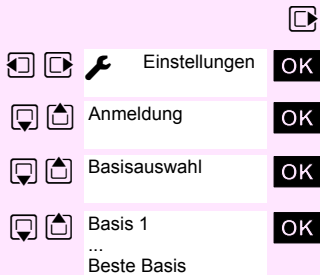 Einstellungen OK
Anmeldung OK
Basisauswahl OK
Basis 1 OK
...
Beste Basis